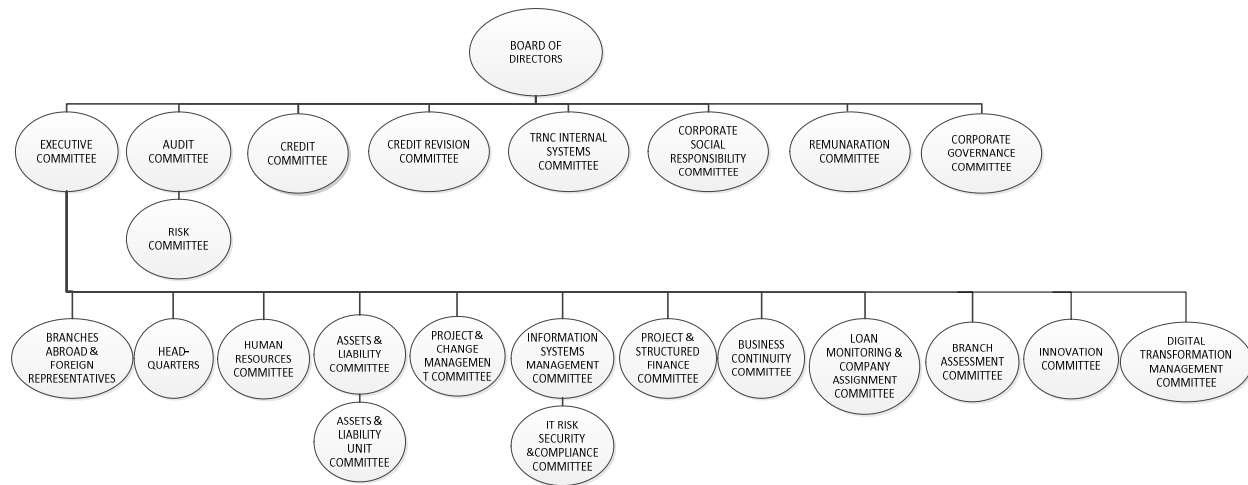 BOARD OF
DIRECTORS
EXECUTIVE
COMMITTEE
AUDIT
COMMITTEE
CREDIT
COMMITTEE
CREDIT REVISION
COMMITTEE
TRNC INTERNAL
SYSTEMS
COMMITTEE
CORPORATE
SOCIAL
RESPONSIBILITY
COMMITTEE
REMUNARATION
COMMITTEE
CORPORATE
GOVERNANCE
COMMITTEE
RISK
COMMITTEE
BRANCHES
ABROAD &
FOREIGN
REPRESENTATIVES
HEAD-
QUARTERS
HUMAN
RESOURCES
COMMITTEE
ASSETS &
LIABILITY
COMMITTEE
PROJECT &
CHANGE
MANAGEMEN
T COMMITTEE
INFORMATION
SYSTEMS
MANAGEMENT
COMMITTEE
PROJECT &
STRUCTURED
FINANCE
COMMITTEE
BUSINESS
CONTINUITY
COMMITTEE
LOAN
MONITORING &
COMPANY
ASSIGNMENT
COMMITTEE
BRANCH
ASSESSMENT
COMMITTEE
INNOVATION
COMMITTEE
DIGITAL
TRANSFORMATION
MANAGEMENT
COMMITTEE
ASSETS &
LIABILITY
UNIT
COMMITTEE
IT RISK
SECURITY
&COMPLIANCE
COMMITTEE